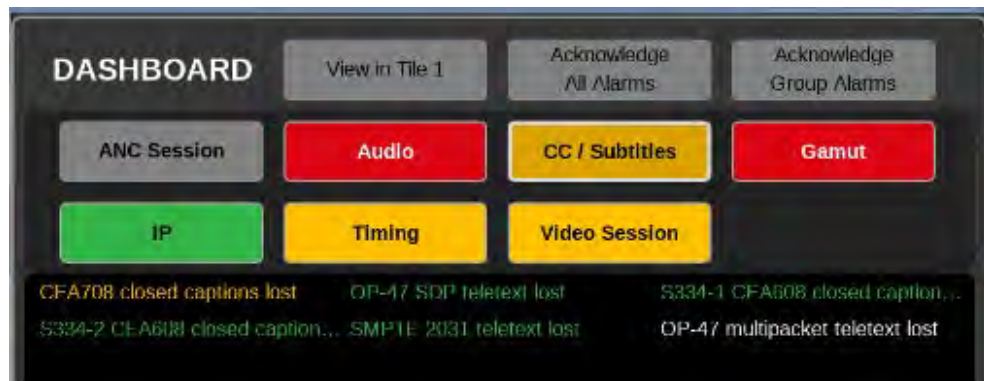 DASHBOARD
View in Tile 1
Acknowledge
All Alarms
Acknowledge
Group Alarms
ANC Session
Audio
CC / Subtitles
Gamut
IP
Timing
Video Session
CEA708 closed captions lost
OP-47 SDP teletext lost
S334-1 CEA608 closed caption...
S334-2 CEA608 closed caption...
SMPTE 2031 teletext lost
OP-47 multipacket teletext lost